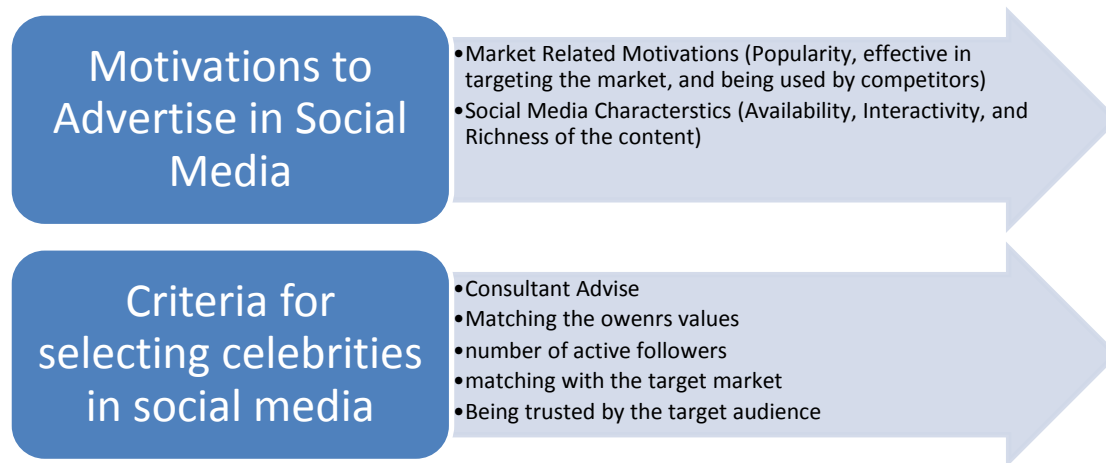 Motivations to
Advertise in Social
Media
•Market Related Motivations (Popularity, effective in
targeting the market, and being used by competitors)
•Social Media Characterstics (Availability, Interactivity, and
Richness of the content)
Criteria for
selecting celebrities
in social media
•Consultant Advise
•Matching the owenrs values
•number of active followers
•matching with the target market
•Being trusted by the target audience